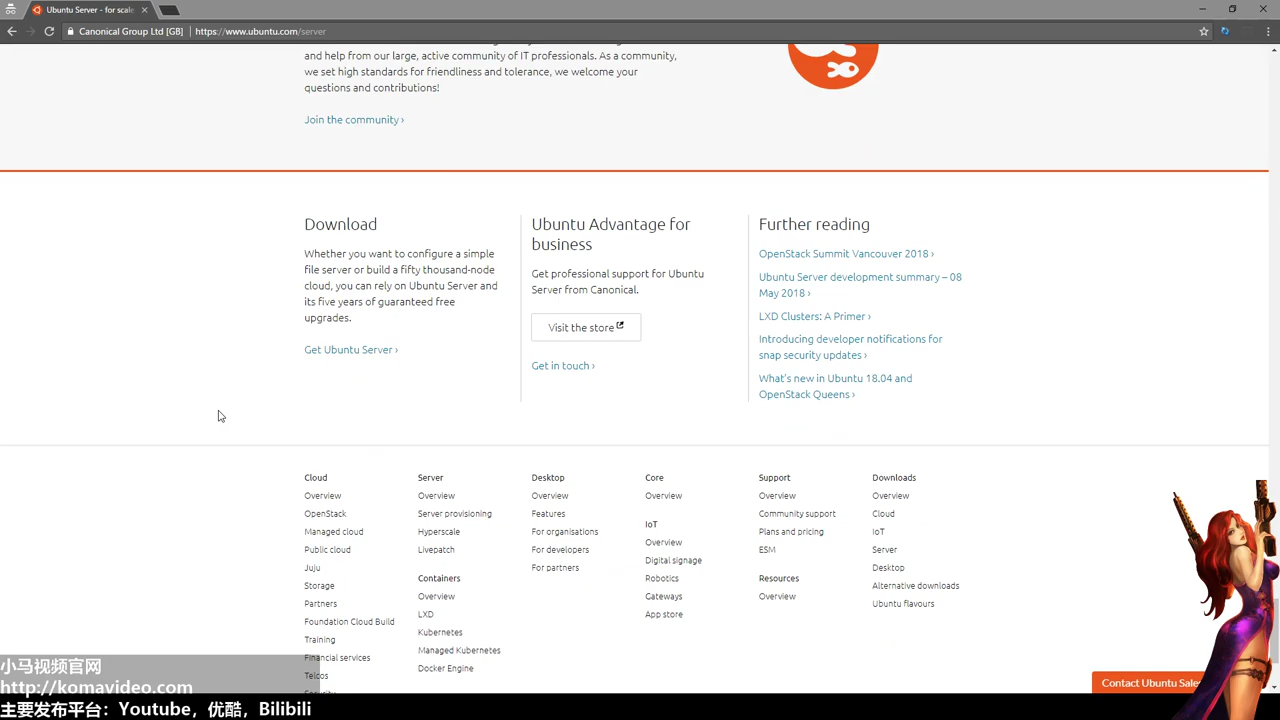 Ubuntu Server - for scale
Canonical Group Ltd [GB]
https://www.ubuntu.com/server
and help from our large, active community of IT professionals. As a community,
we set high standards for friendliness and tolerance, we welcome your
questions and contributions!
Join the community ›
Download
Whether you want to configure a simple
file server or build a fifty thousand-node
cloud, you can rely on Ubuntu Server and
its five years of guaranteed free
upgrades.
Get Ubuntu Server ›
Ubuntu Advantage for
business
Get professional support for Ubuntu
Server from Canonical.
Visit the store
Get in touch ›
Further reading
OpenStack Summit Vancouver 2018 ›
Ubuntu Server development summary – 08
May 2018 ›
LXD Clusters: A Primer ›
Introducing developer notifications for
snap security updates ›
What's new in Ubuntu 18.04 and
OpenStack Queens ›
Cloud
Overview
OpenStack
Managed cloud
Public cloud
Juju
Storage
Partners
Foundation Cloud Build
Training
Financial services
Telcos
Server
Overview
Server provisioning
Hyperscale
Livepatch
Containers
Overview
LXD
Kubernetes
Managed Kubernetes
Docker Engine
Desktop
Overview
Features
For organisations
For developers
For partners
Core
Overview
IoT
Overview
Digital signage
Robotics
Gateways
App store
Support
Overview
Community support
Plans and pricing
ESM
Resources
Overview
Downloads
Overview
Cloud
IoT
Server
Desktop
Alternative downloads
Ubuntu flavours
Contact Ubuntu Sales
小马视频官网
http://komavideo.com
主要发布平台：Youtube，优酷，Bilibili